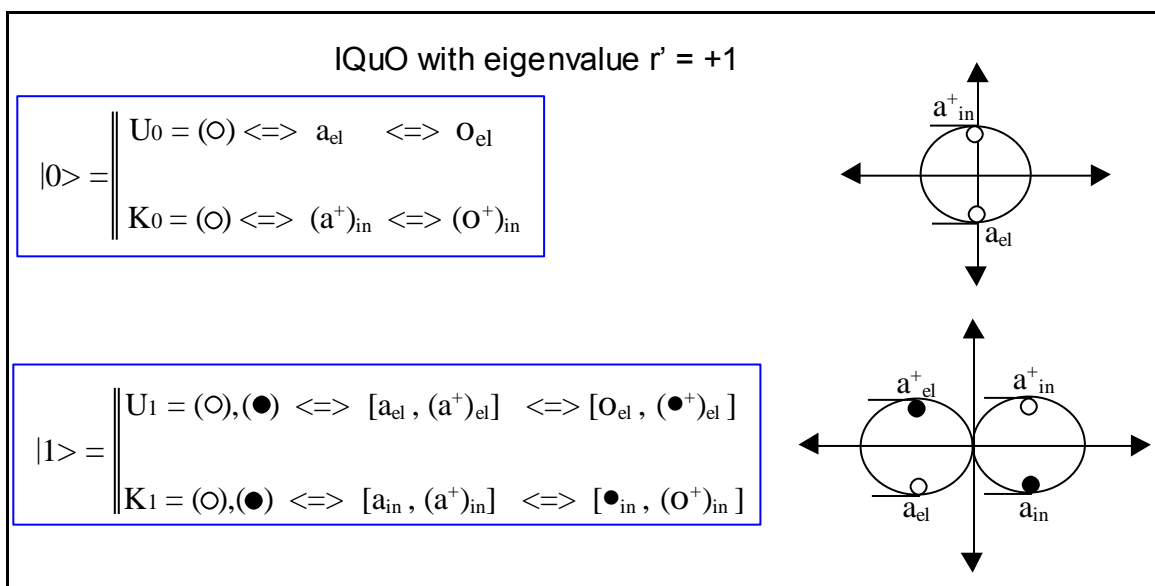 IQuO with eigenvalue r' = +1
|0> =
U0 = (○) <=> a_el <=> o_el
K0 = (○) <=> (a⁺)_in <=> (o⁺)_in
a⁺_in
a_el
|1> =
U1 = (○),(●) <=> [a_el , (a⁺)_el] <=> [o_el , (●⁺)_el ]
K1 = (○),(●) <=> [a_in , (a⁺)_in] <=> [●_in , (o⁺)_in ]
a⁺_el a⁺_in
a_el a_in